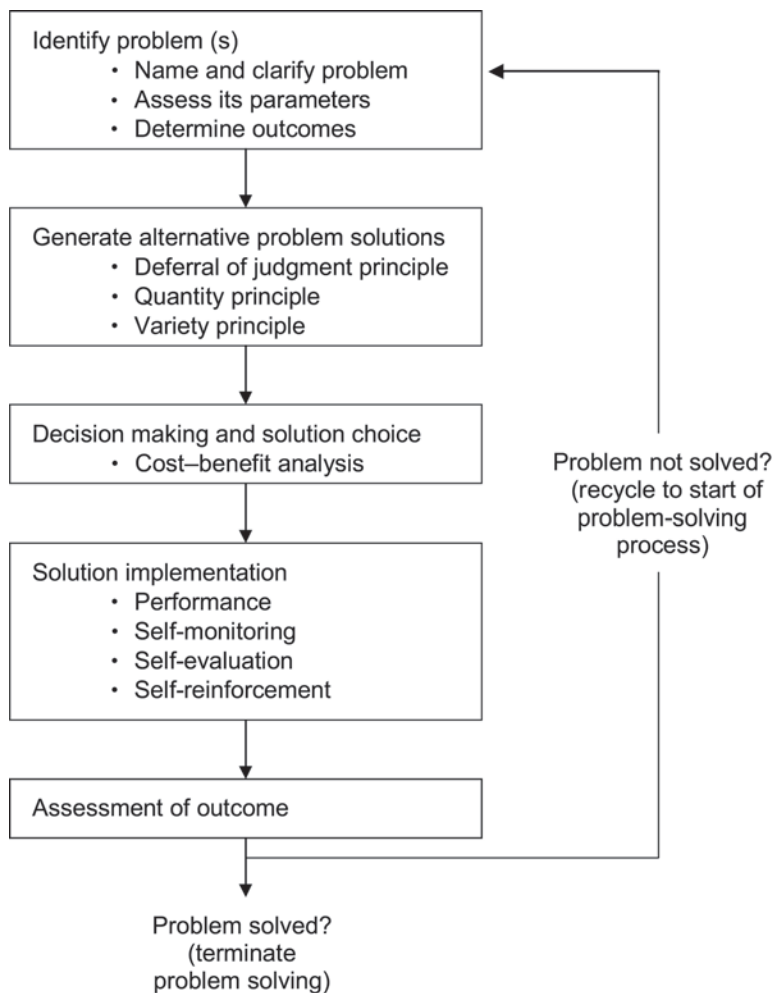 Identify problem (s)
• Name and clarify problem
• Assess its parameters
• Determine outcomes
Generate alternative problem solutions
• Deferral of judgment principle
• Quantity principle
• Variety principle
Decision making and solution choice
• Cost–benefit analysis
Solution implementation
• Performance
• Self-monitoring
• Self-evaluation
• Self-reinforcement
Assessment of outcome
Problem solved?
(terminate
problem solving)
Problem not solved?
(recycle to start of
problem-solving
process)